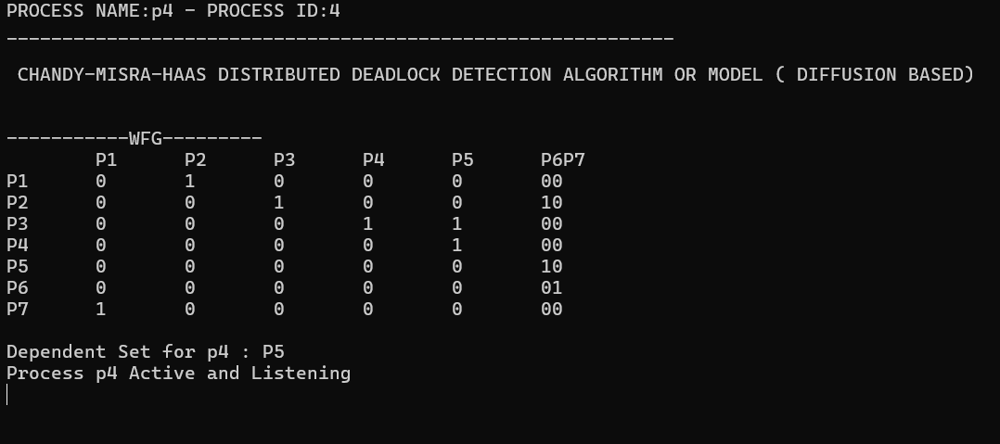 PROCESS NAME:p4 - PROCESS ID:4
------------------------------------------------------------
CHANDY-MISRA-HAAS DISTRIBUTED DEADLOCK DETECTION ALGORITHM OR MODEL ( DIFFUSION BASED)
-----------WFG---------
P1 P2 P3 P4 P5 P6P7
P1 0 1 0 0 0 00
P2 0 0 1 0 0 10
P3 0 0 0 1 1 00
P4 0 0 0 0 1 00
P5 0 0 0 0 0 10
P6 0 0 0 0 0 01
P7 1 0 0 0 0 00
Dependent Set for p4 : P5
Process p4 Active and Listening